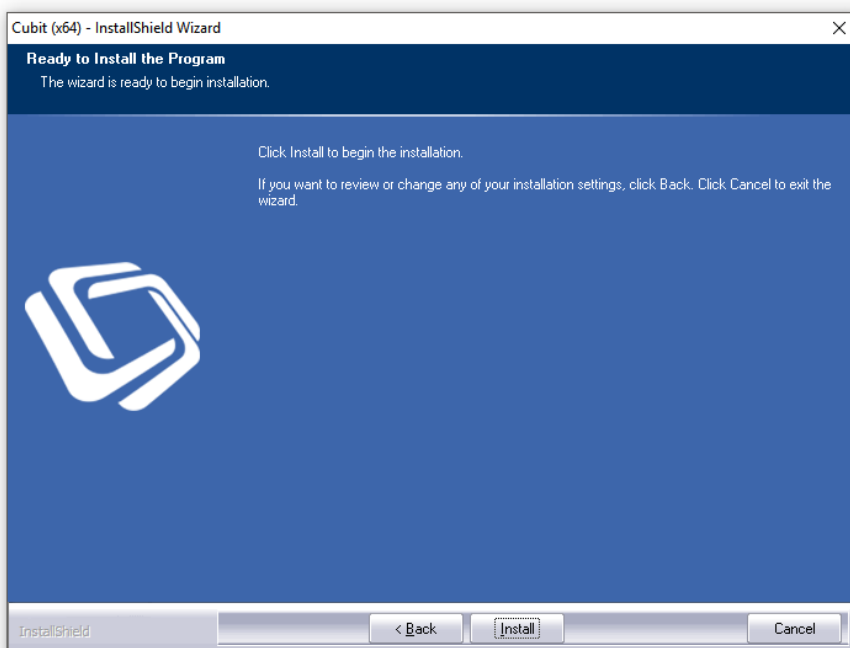 Cubit (x64) - InstallShield Wizard
Ready to Install the Program
The wizard is ready to begin installation.
Click Install to begin the installation.
If you want to review or change any of your installation settings, click Back. Click Cancel to exit the
wizard.
InstallShield
< Back
Install
Cancel